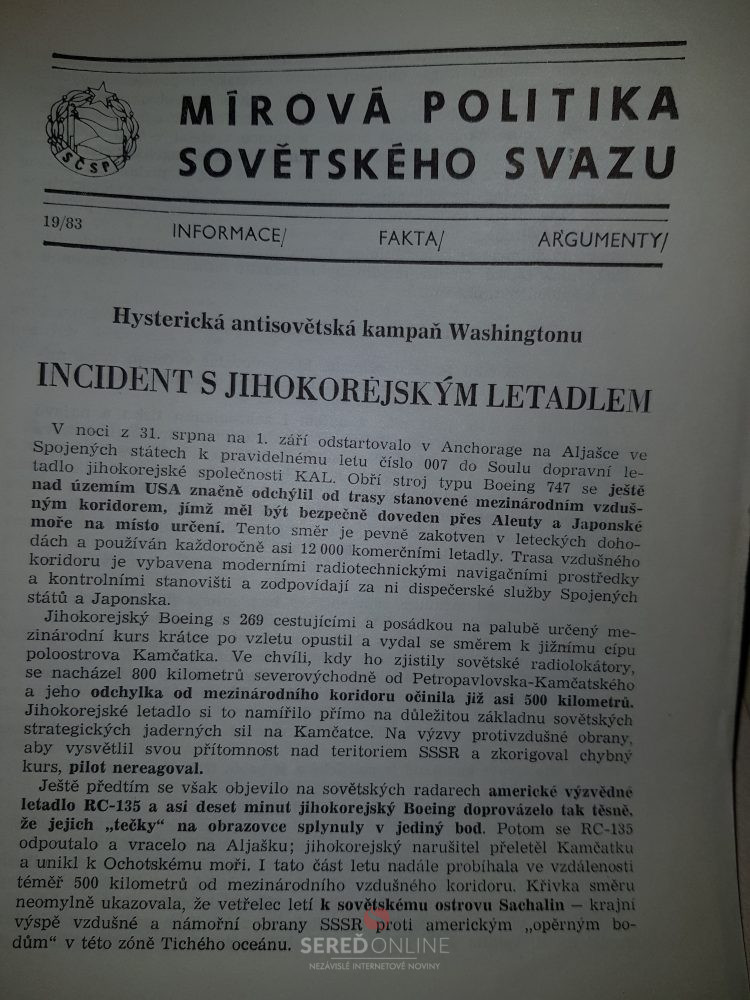 MÍROVÁ POLITIKA
SOVĚTSKÉHO SVAZU
SČSP
19/83 INFORMACE/ FAKTA/ ARGUMENTY/
Hysterická antisovětská kampaň Washingtonu
INCIDENT S JIHOKOREJSKÝM LETADLEM
V noci z 31. srpna na 1. září odstartovalo v Anchorage na Aljašce ve
Spojených státech k pravidelnému letu číslo 007 do Soulu dopravní le-
tadlo jihokorejské společnosti KAL. Obří stroj typu Boeing 747 se ještě
nad územím USA značně odchýlil od trasy stanovené mezinárodním vzduš-
ným koridorem, jímž měl být bezpečně doveden přes Aleuty a Japonské
moře na místo určení. Tento směr je pevně zakotven v leteckých doho-
dách a používán každoročně asi 12 000 komerčními letadly. Trasa vzdušného
koridoru je vybavena moderními radiotechnickými navigačními prostředky
a kontrolními stanovišti a zodpovídají za ni dispečerské služby Spojených
států a Japonska.
Jihokorejský Boeing s 269 cestujícími a posádkou na palubě určený me-
zinárodní kurs krátce po vzletu opustil a vydal se směrem k jižnímu cípu
poloostrova Kamčatka. Ve chvíli, kdy ho zjistily sovětské radiolokátory,
se nacházel 800 kilometrů severovýchodně od Petropavlovska-Kamčatského
a jeho odchylka od mezinárodního koridoru očinila již asi 500 kilometrů.
Jihokorejské letadlo si to namířilo přímo na důležitou základnu sovětských
strategických jaderných sil na Kamčatce. Na výzvy protivzdušné obrany,
aby vysvětlil svou přítomnost nad teritoriem SSSR a zkorigoval chybný
kurs, pilot nereagoval.
Ještě předtím se však objevilo na sovětských radarech americké výzvědné
letadlo RC-135 a asi deset minut jihokorejský Boeing doprovázelo tak těsně,
že jejich „tečky“ na obrazovce splynuly v jediný bod. Potom se RC-135
odpoutalo a vracelo na Aljašku; jihokorejský narušitel přeletěl Kamčatku
a unikl k Ochotskému moři. I tato část letu nadále probíhala ve vzdálenosti
téměř 500 kilometrů od mezinárodního vzdušného koridoru. Křivka směru
neomylně ukazovala, že vetřelec letí k sovětskému ostrovu Sachalin — krajní
výspě vzdušné a námořní obrany SSSR proti americkým „opěrným bo-
dům“ v této zóně Tichého oceánu.
SEREĎONLINE
NEZÁVISLÉ INTERNETOVÉ NOVINY